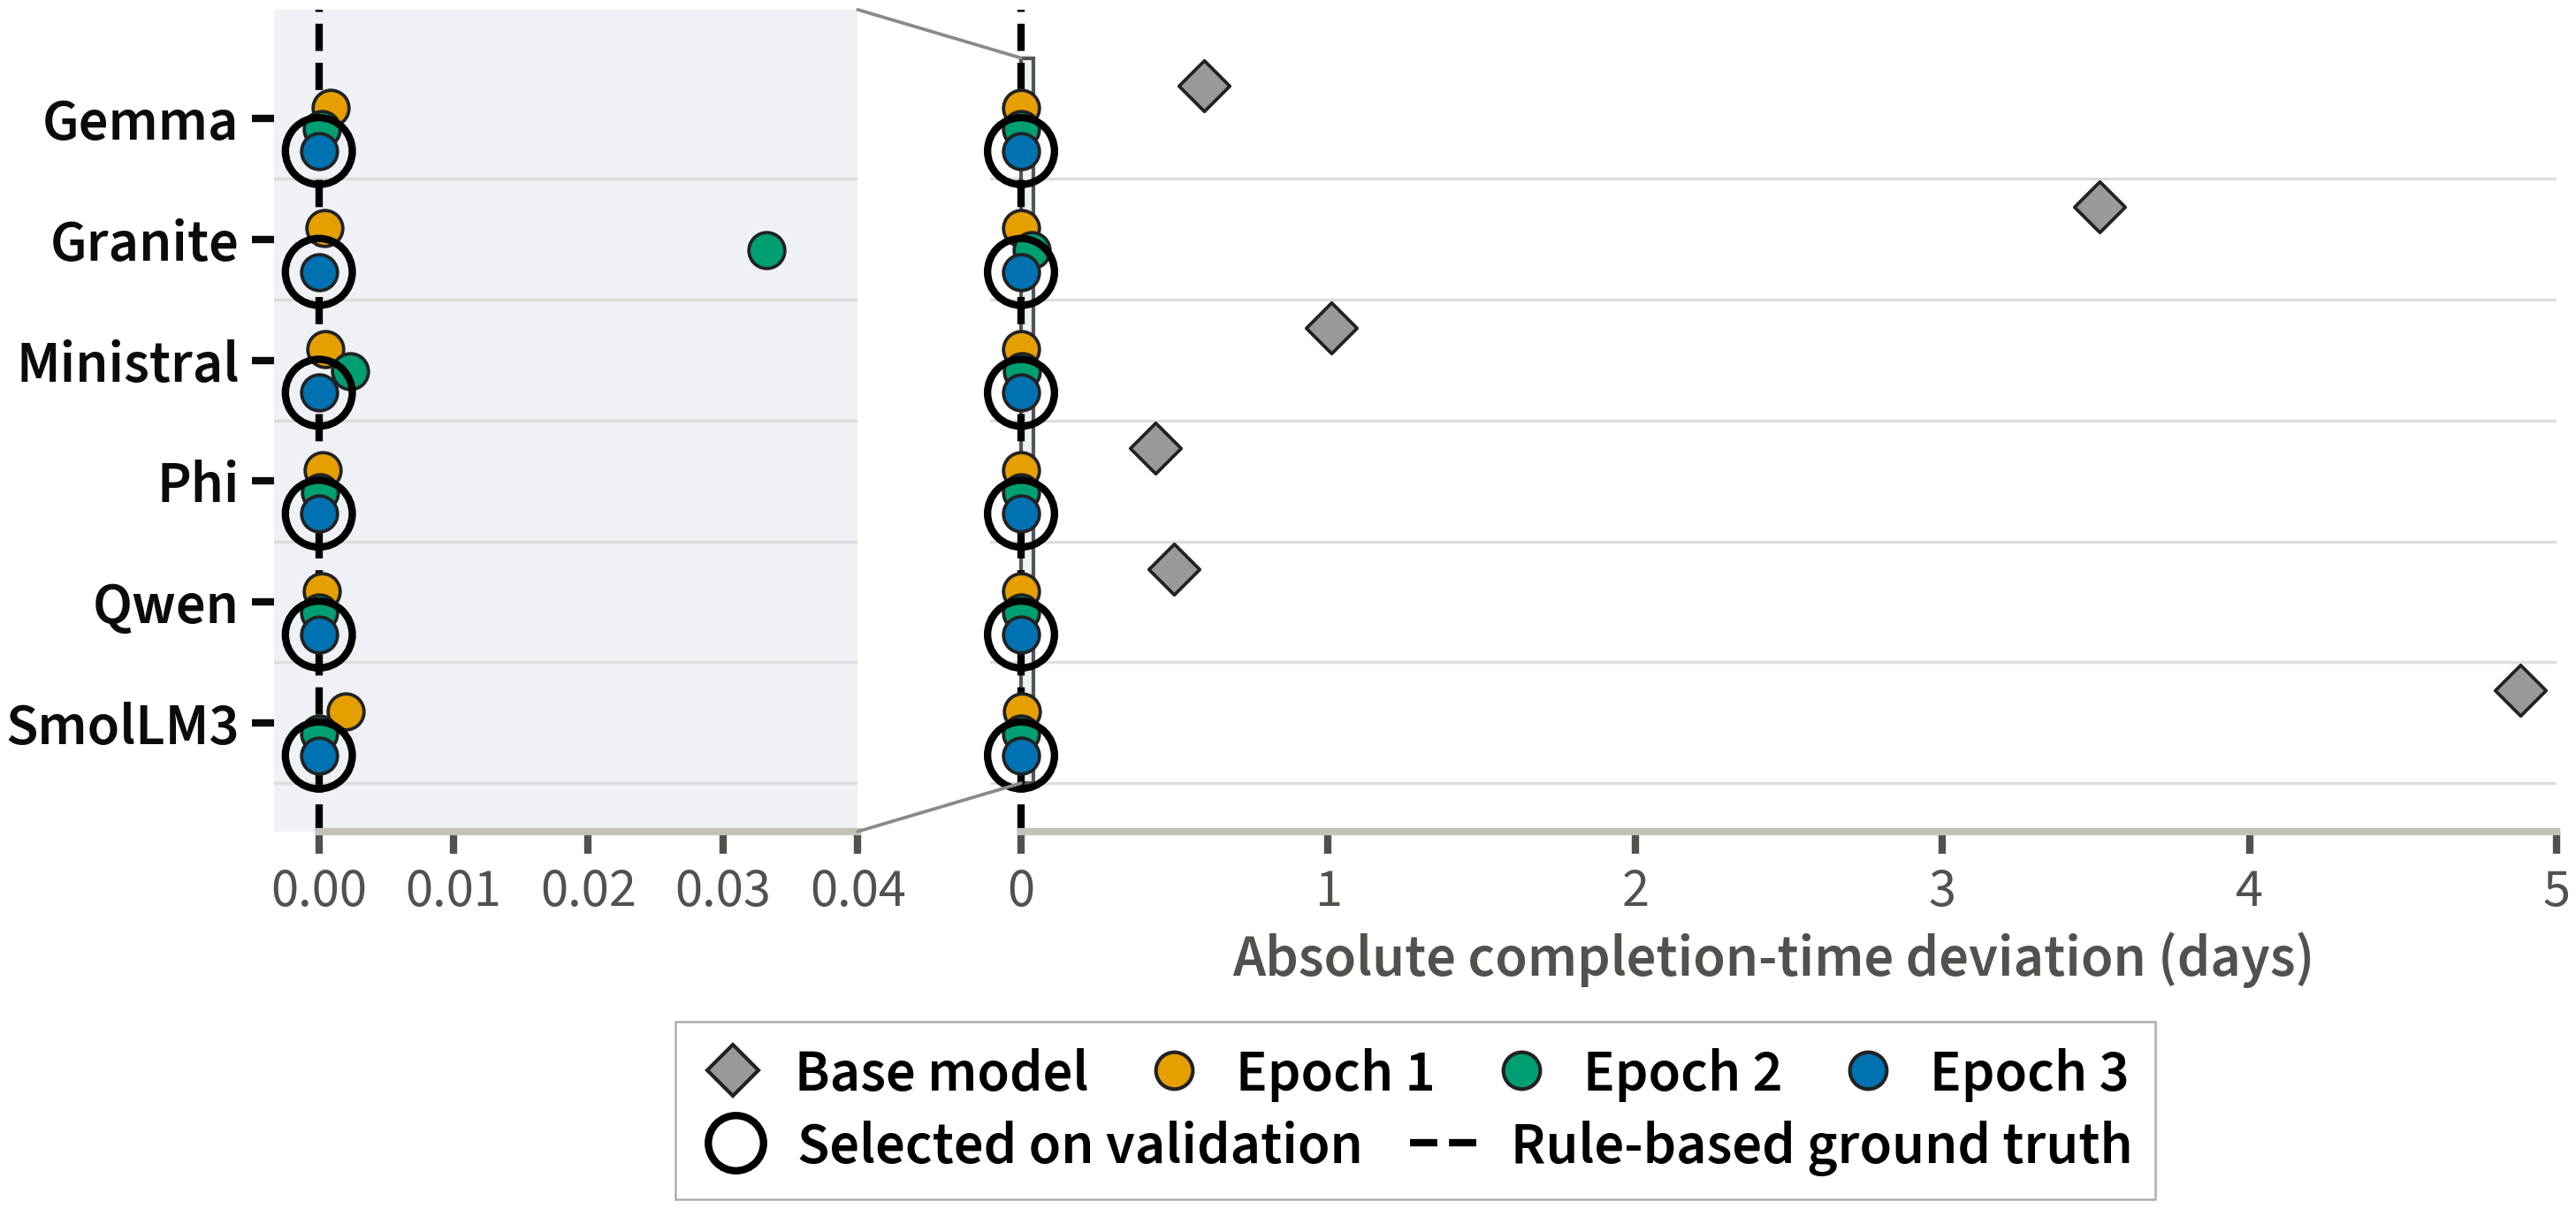 Gemma
Granite
Ministral
Phi
Qwen
SmolLM3
0.00 0.01 0.02 0.03 0.04 0 1 2 3 4 5
Absolute completion-time deviation (days)
Base model Epoch 1 Epoch 2 Epoch 3
Selected on validation Rule-based ground truth